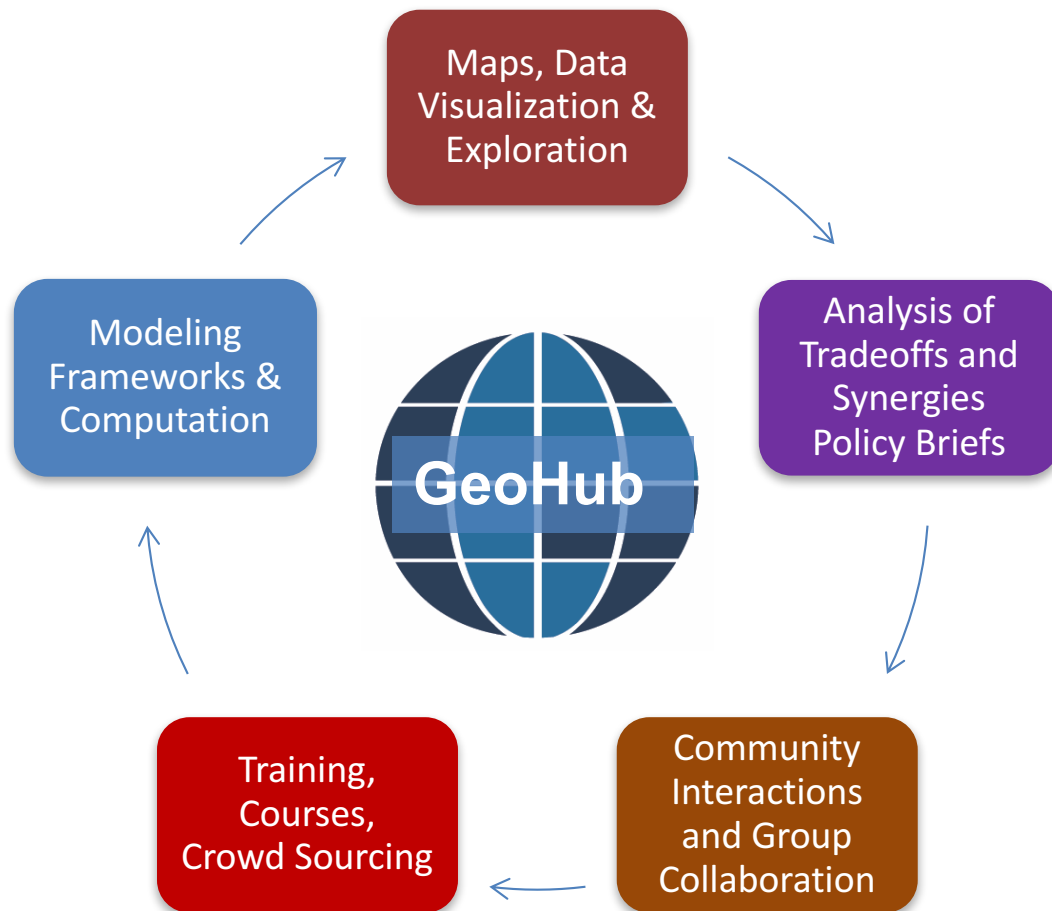 Maps, Data
Visualization &
Exploration
Modeling
Frameworks &
Computation
Analysis of
Tradeoffs and
Synergies
Policy Briefs
GeoHub
Training,
Courses,
Crowd Sourcing
Community
Interactions
and Group
Collaboration